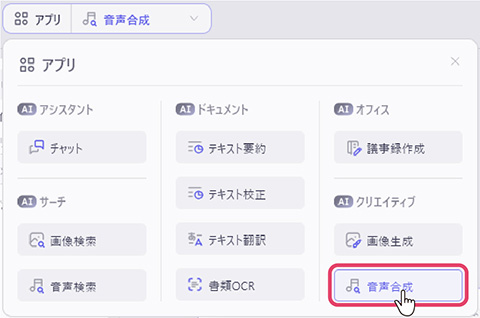 アプリ 音声合成
アプリ
AI アシスタント
チャット
AI サーチ
画像検索
音声検索
AI ドキュメント
テキスト要約
テキスト校正
テキスト翻訳
書類OCR
AI オフィス
議事録作成
AI クリエイティブ
画像生成
音声合成